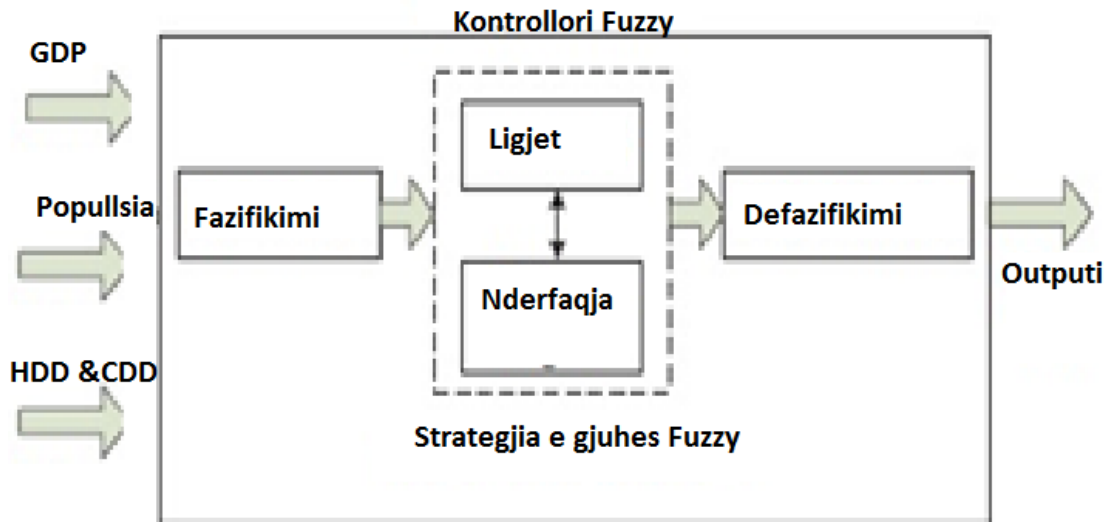 Kontrollori Fuzzy
GDP
Popullsia
HDD &CDD
Fazifikimi
Ligjet
Nderfaqja
Strategjia e gjuhes Fuzzy
Defazifikimi
Outputi